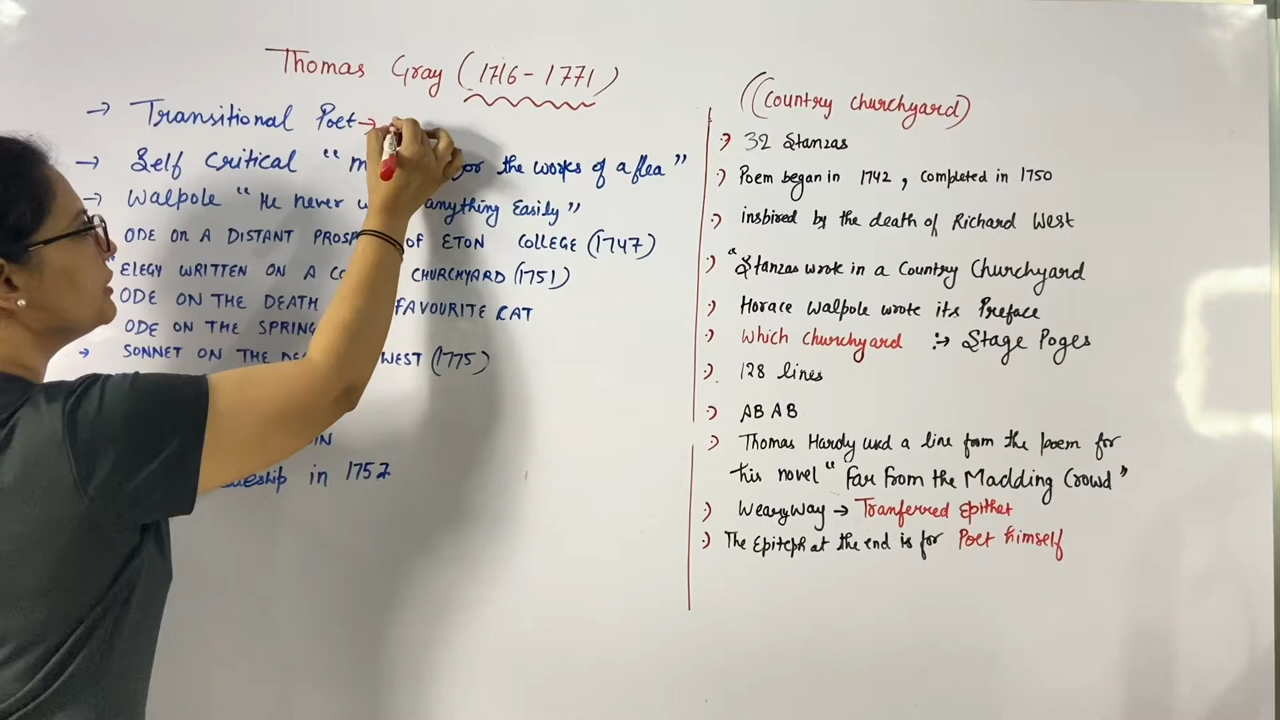 Thomas Gray (1716 - 1771)
→ Transitional Poet →
→ Self Critical " for the works of a flea "
→ Walpole " He never anything Easily "
ODE ON A DISTANT OF ETON COLLEGE (1747)
"ELEGY WRITTEN ON A CHURCHYARD (1751)
ODE ON THE DEATH FAVOURITE CAT
ODE ON THE SPRING
→ SONNET ON THE WEST (1775)
in 1757
((Country churchyard)
32 Stanzas
Poem began in 1742 , completed in 1750
insbired by the death of Richard West
"Stanzas wrote in a Country Churchyard
Horace Walpole wrote its Preface
Which churchyard :→ Stage Poges
128 lines
AB AB
Thomas Hardy used a line from the poem for
his novel " Far from the Madding Crowd "
Weary way → Tranferred Epithet
The Epiteph at the end is for Poet himself